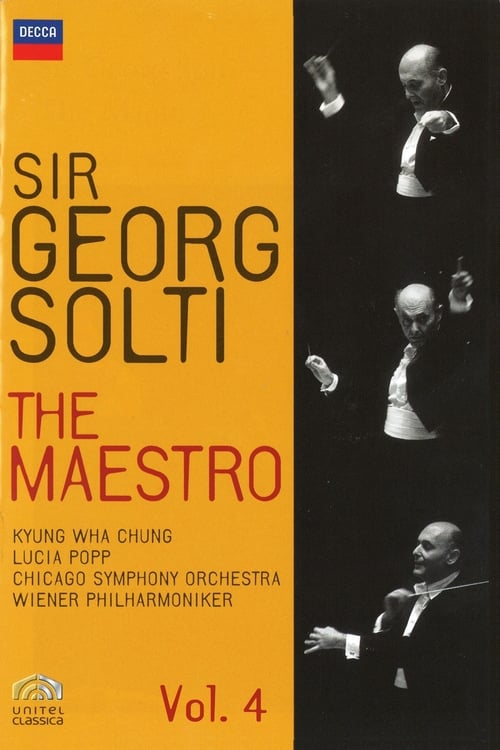 DECCA
SIR
GEORG
SOLTI
THE
MAESTRO
KYUNG WHA CHUNG
LUCIA POPP
CHICAGO SYMPHONY ORCHESTRA
WIENER PHILHARMONIKER
UNITEL
CLASSICA
Vol. 4